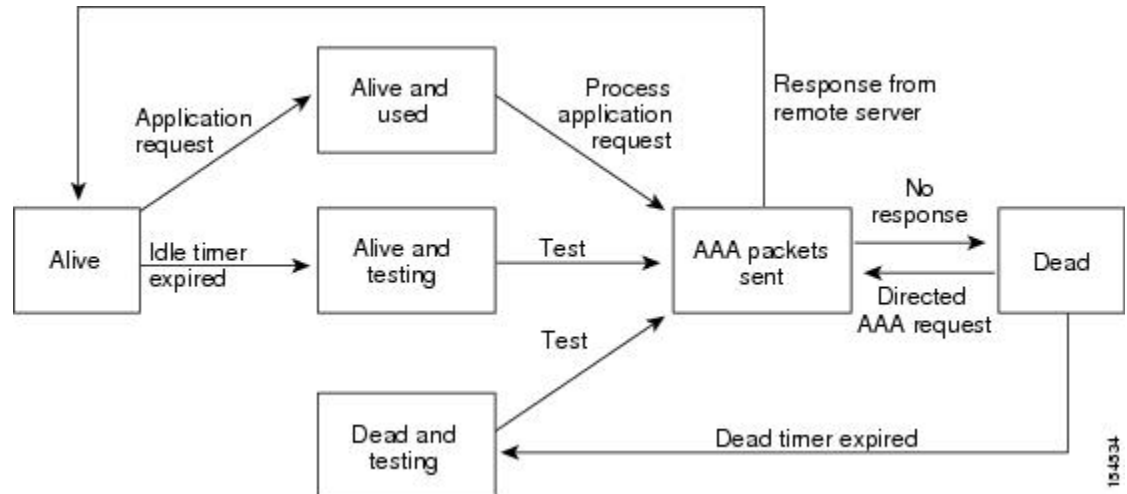 Alive and
used
Process
application
request
Response from
remote server
Application
request
No
response
Alive
Idle timer
expired
Alive and
testing
Test
AAA packets
sent
Dead
Directed
AAA request
Test
Dead and
testing
Dead timer expired
154534